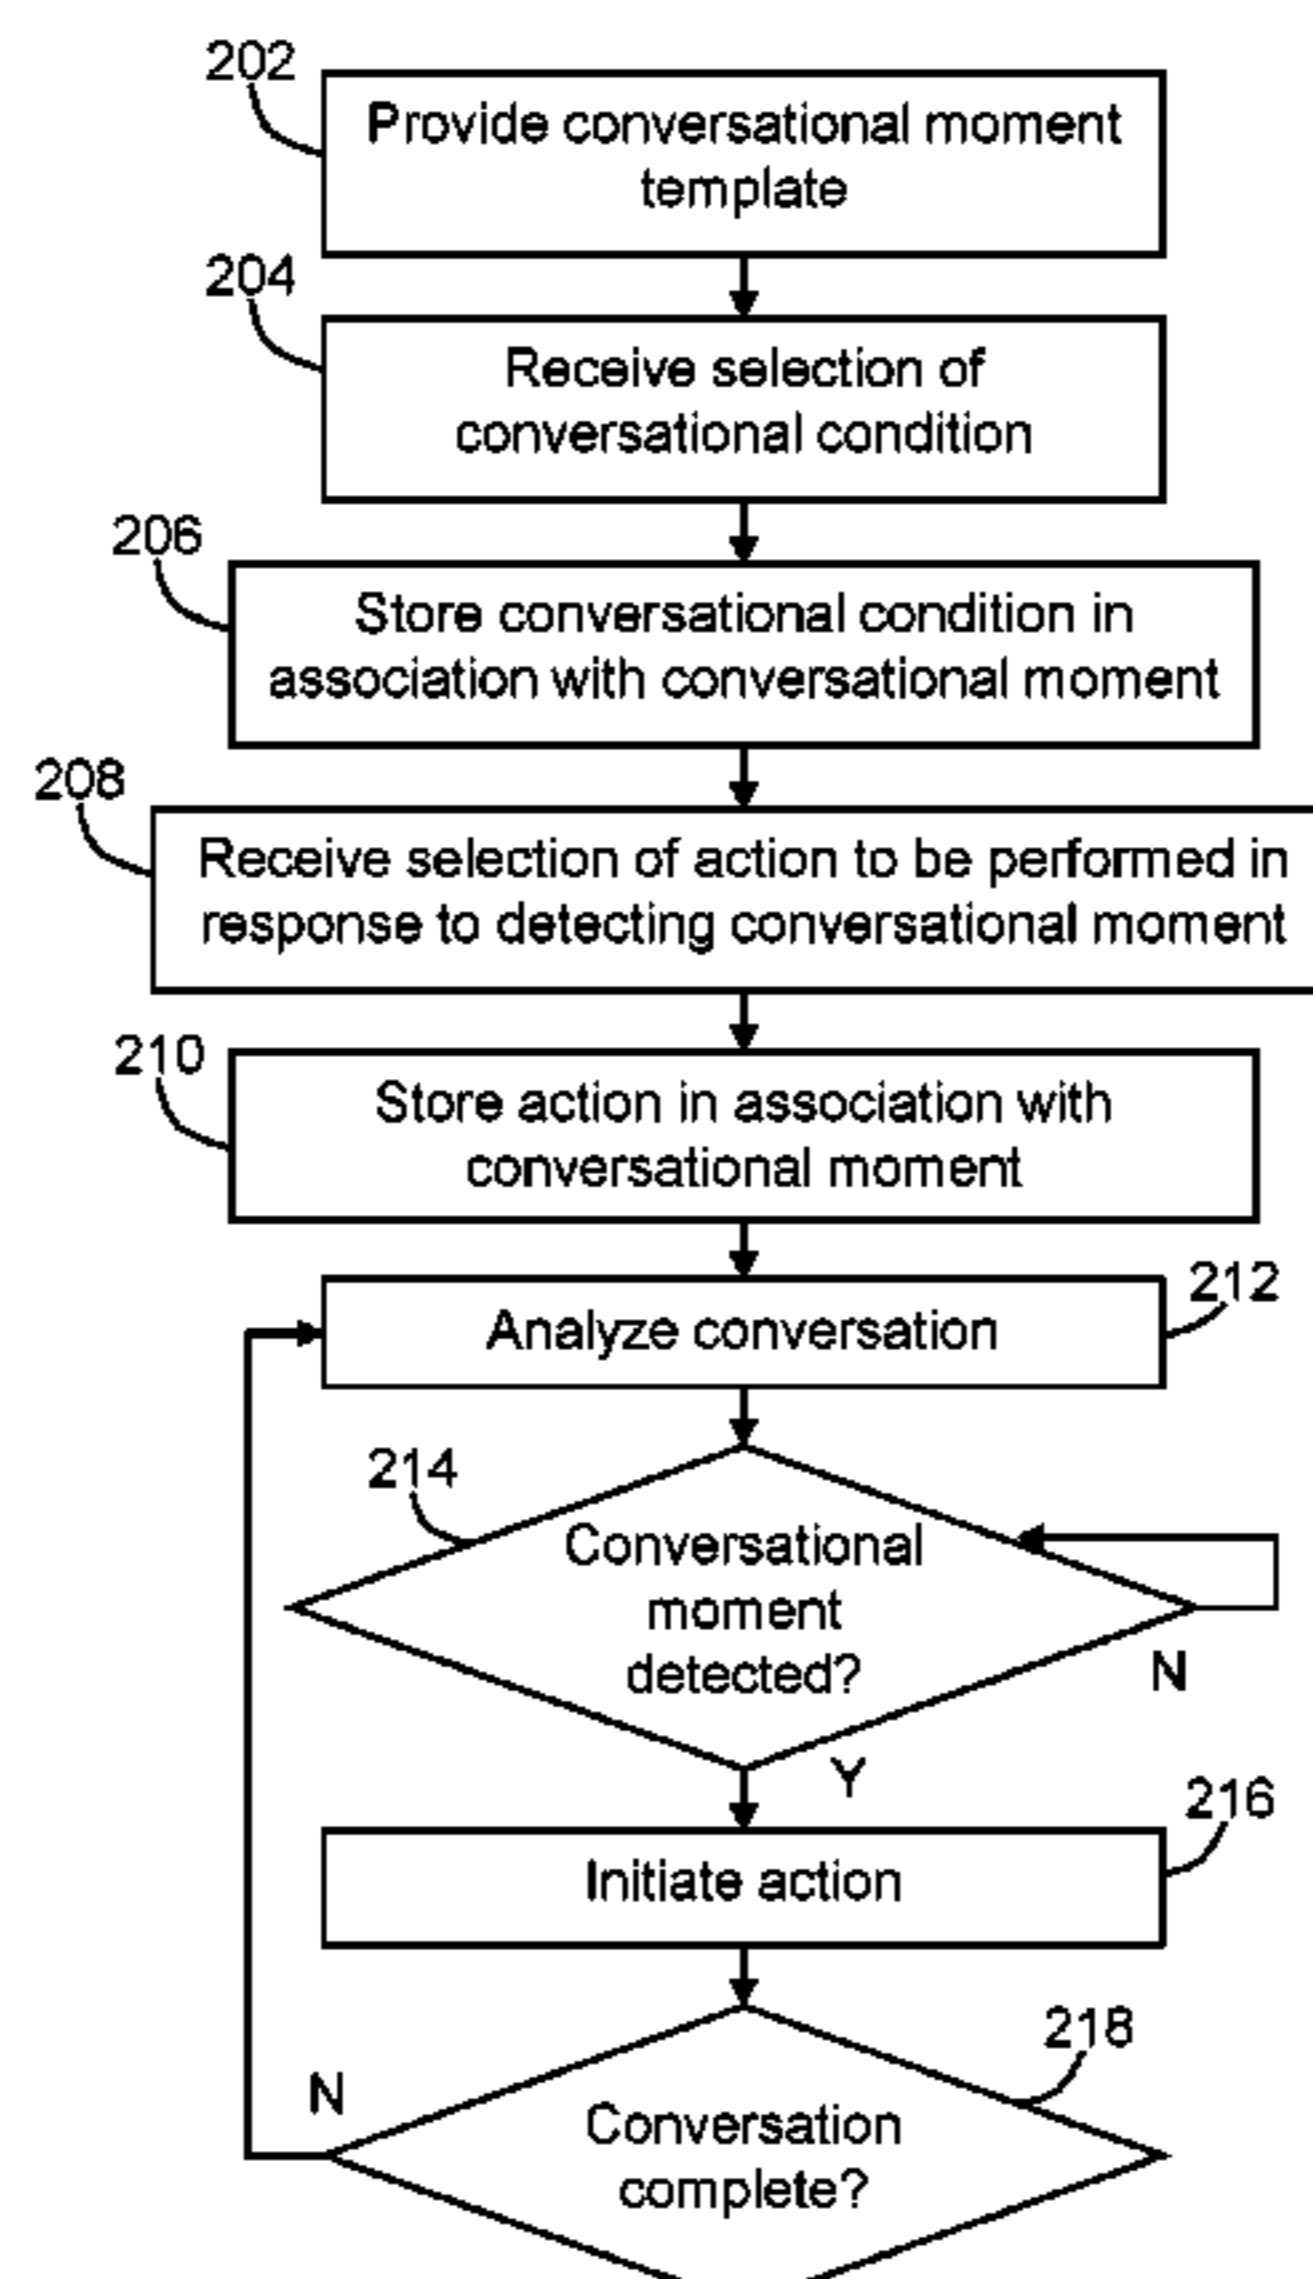 202
Provide conversational moment
template
204
Receive selection of
conversational condition
206
Store conversational condition in
association with conversational moment
208
Receive selection of action to be performed in
response to detecting conversational moment
210
Store action in association with
conversational moment
212
Analyze conversation
214
Conversational
moment
detected?
N
Y
216
Initiate action
218
N
Conversation
complete?